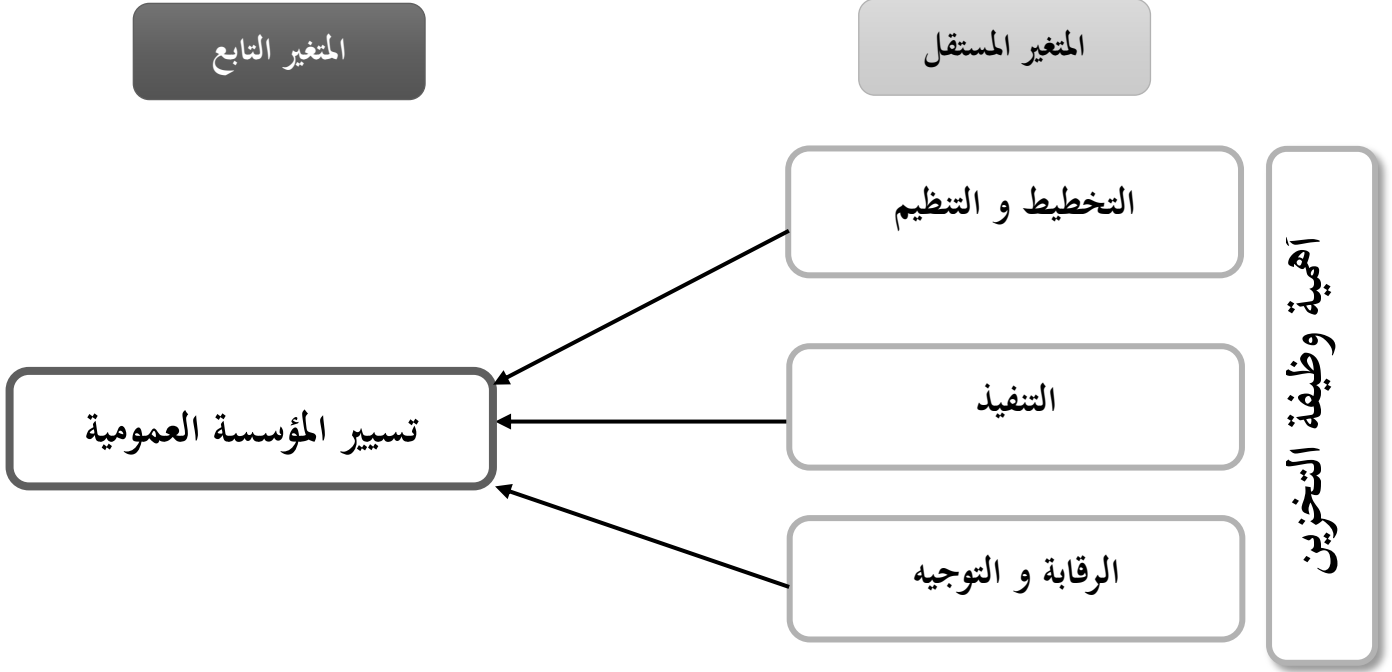 المتغير المستقل
المتغير التابع
أهمية وظيفة التخزين
التخطيط و التنظيم
التنفيذ
الرقابة و التوجيه
تسيير المؤسسة العمومية